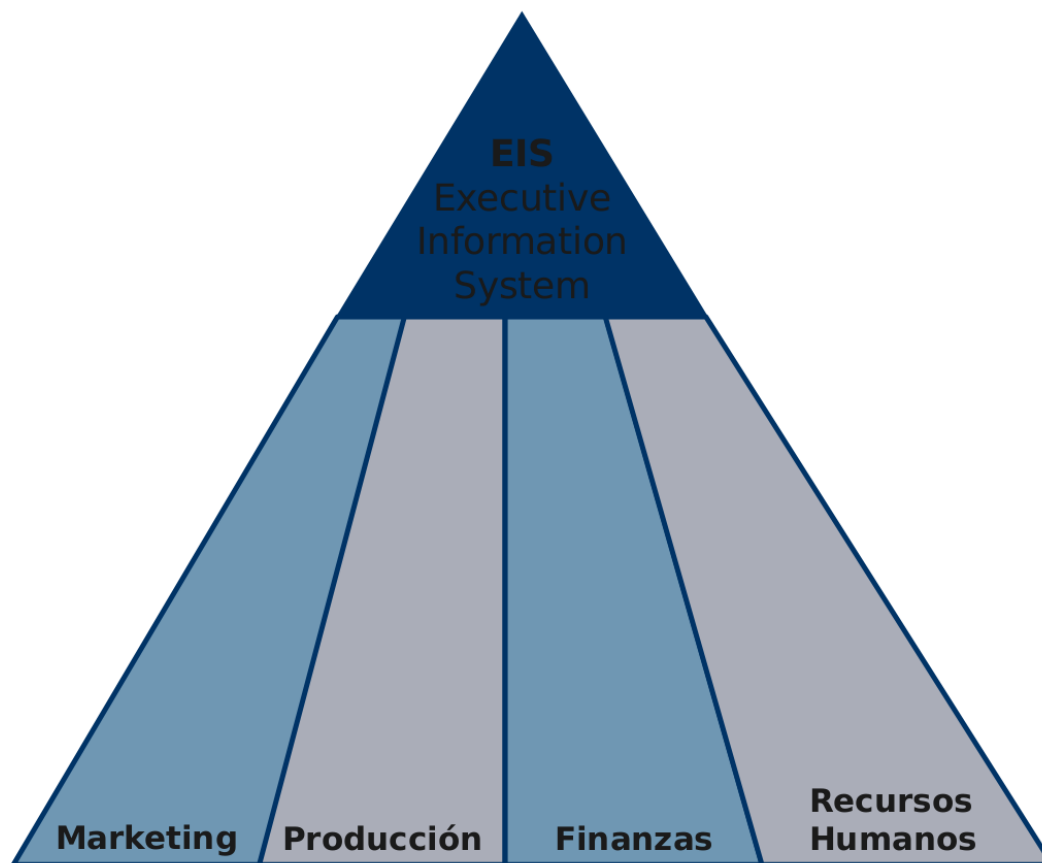 EIS
Executive
Information
System
Marketing
Producción
Finanzas
Recursos
Humanos